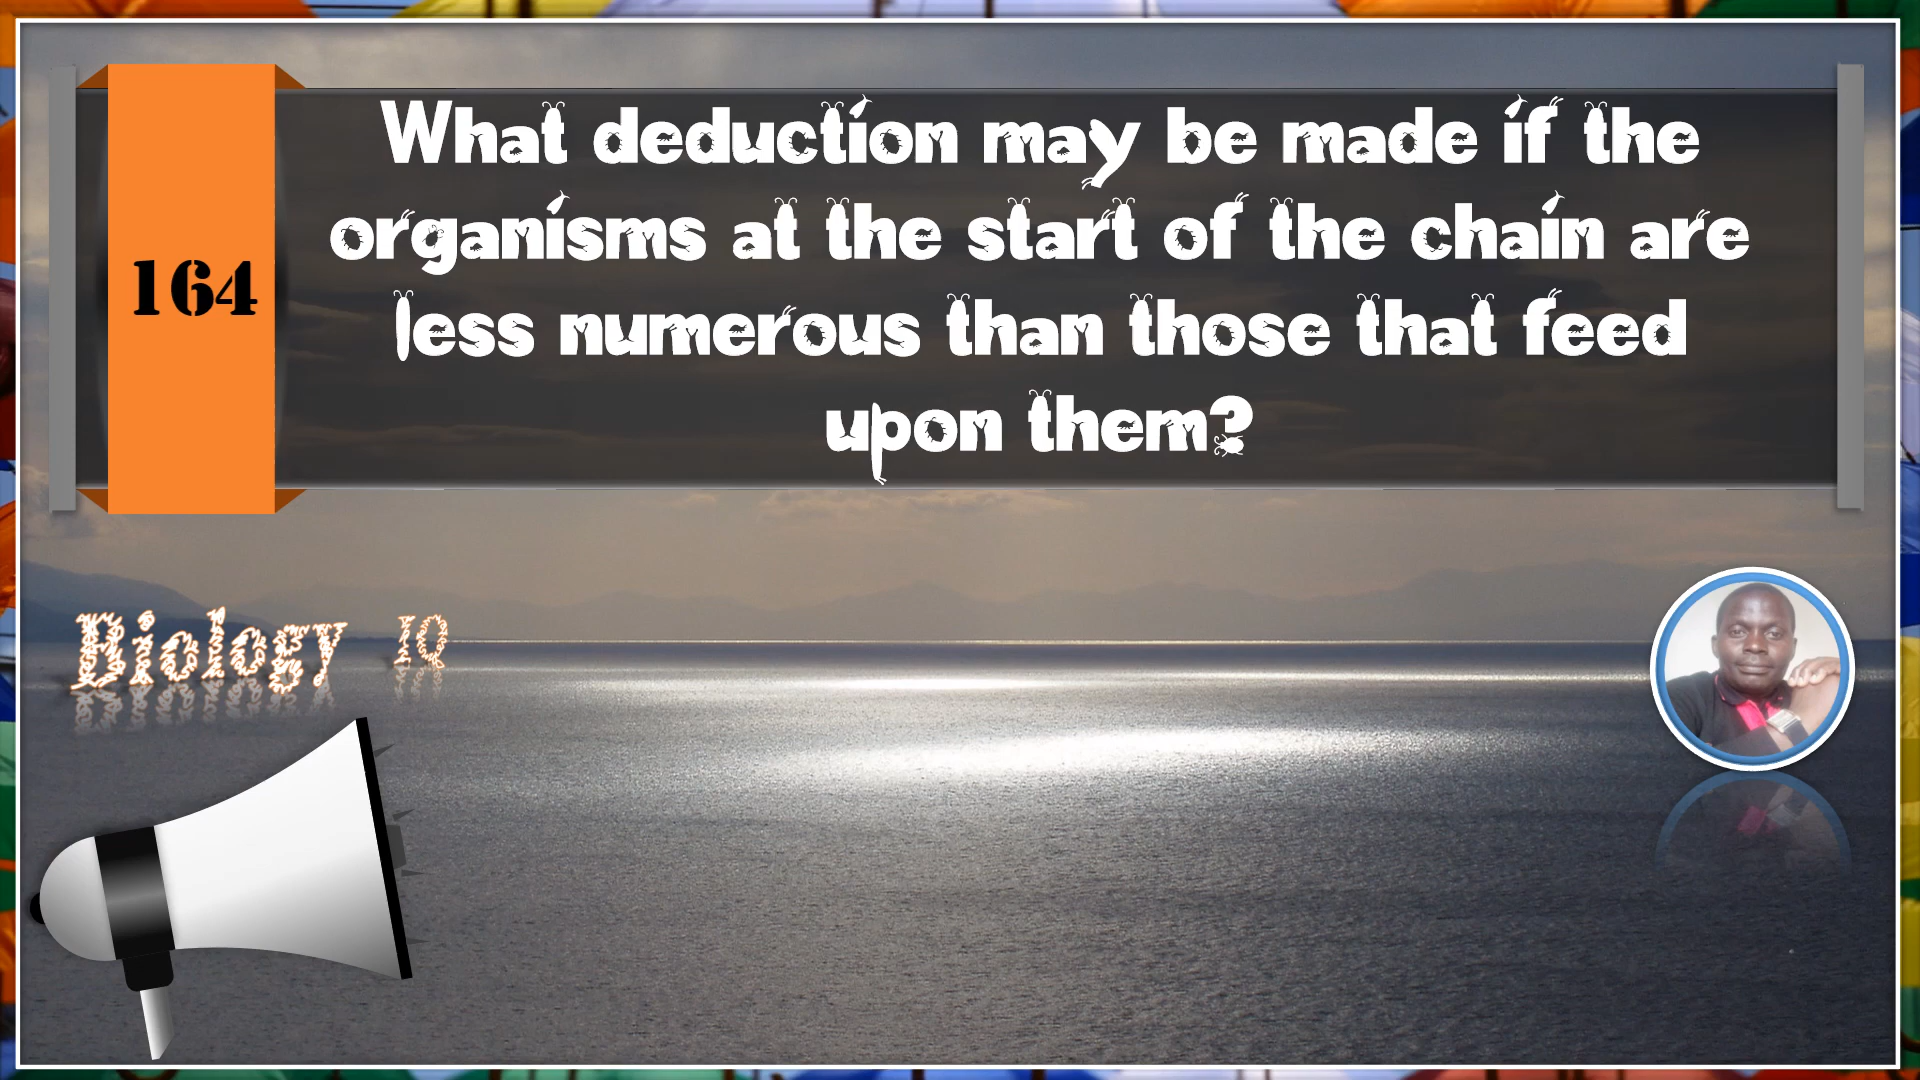 164
What deduction may be made if the
organisms at the start of the chain are
less numerous than those that feed
upon them?
Biology IQ